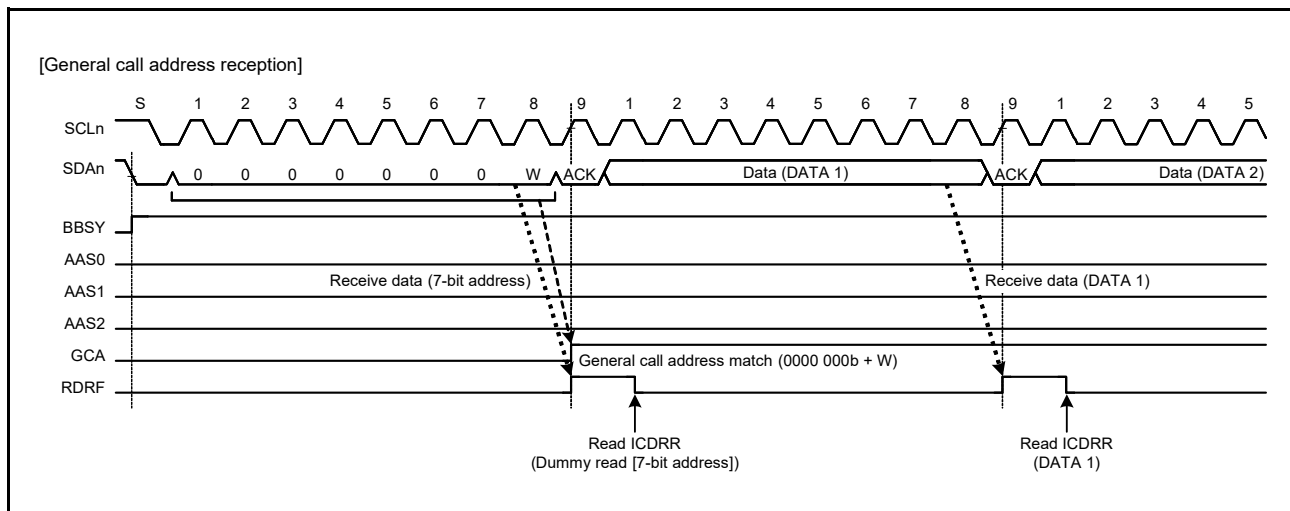 [General call address reception]
S 1 2 3 4 5 6 7 8 9 1 2 3 4 5 6 7 8 9 1 2 3 4 5
SCLn
SDAn 0 0 0 0 0 0 0 W ACK Data (DATA 1) ACK Data (DATA 2)
BBSY
AAS0
Receive data (7-bit address) Receive data (DATA 1)
AAS1
AAS2
GCA General call address match (0000 000b + W)
RDRF
Read ICDRR Read ICDRR
(Dummy read [7-bit address]) (DATA 1)